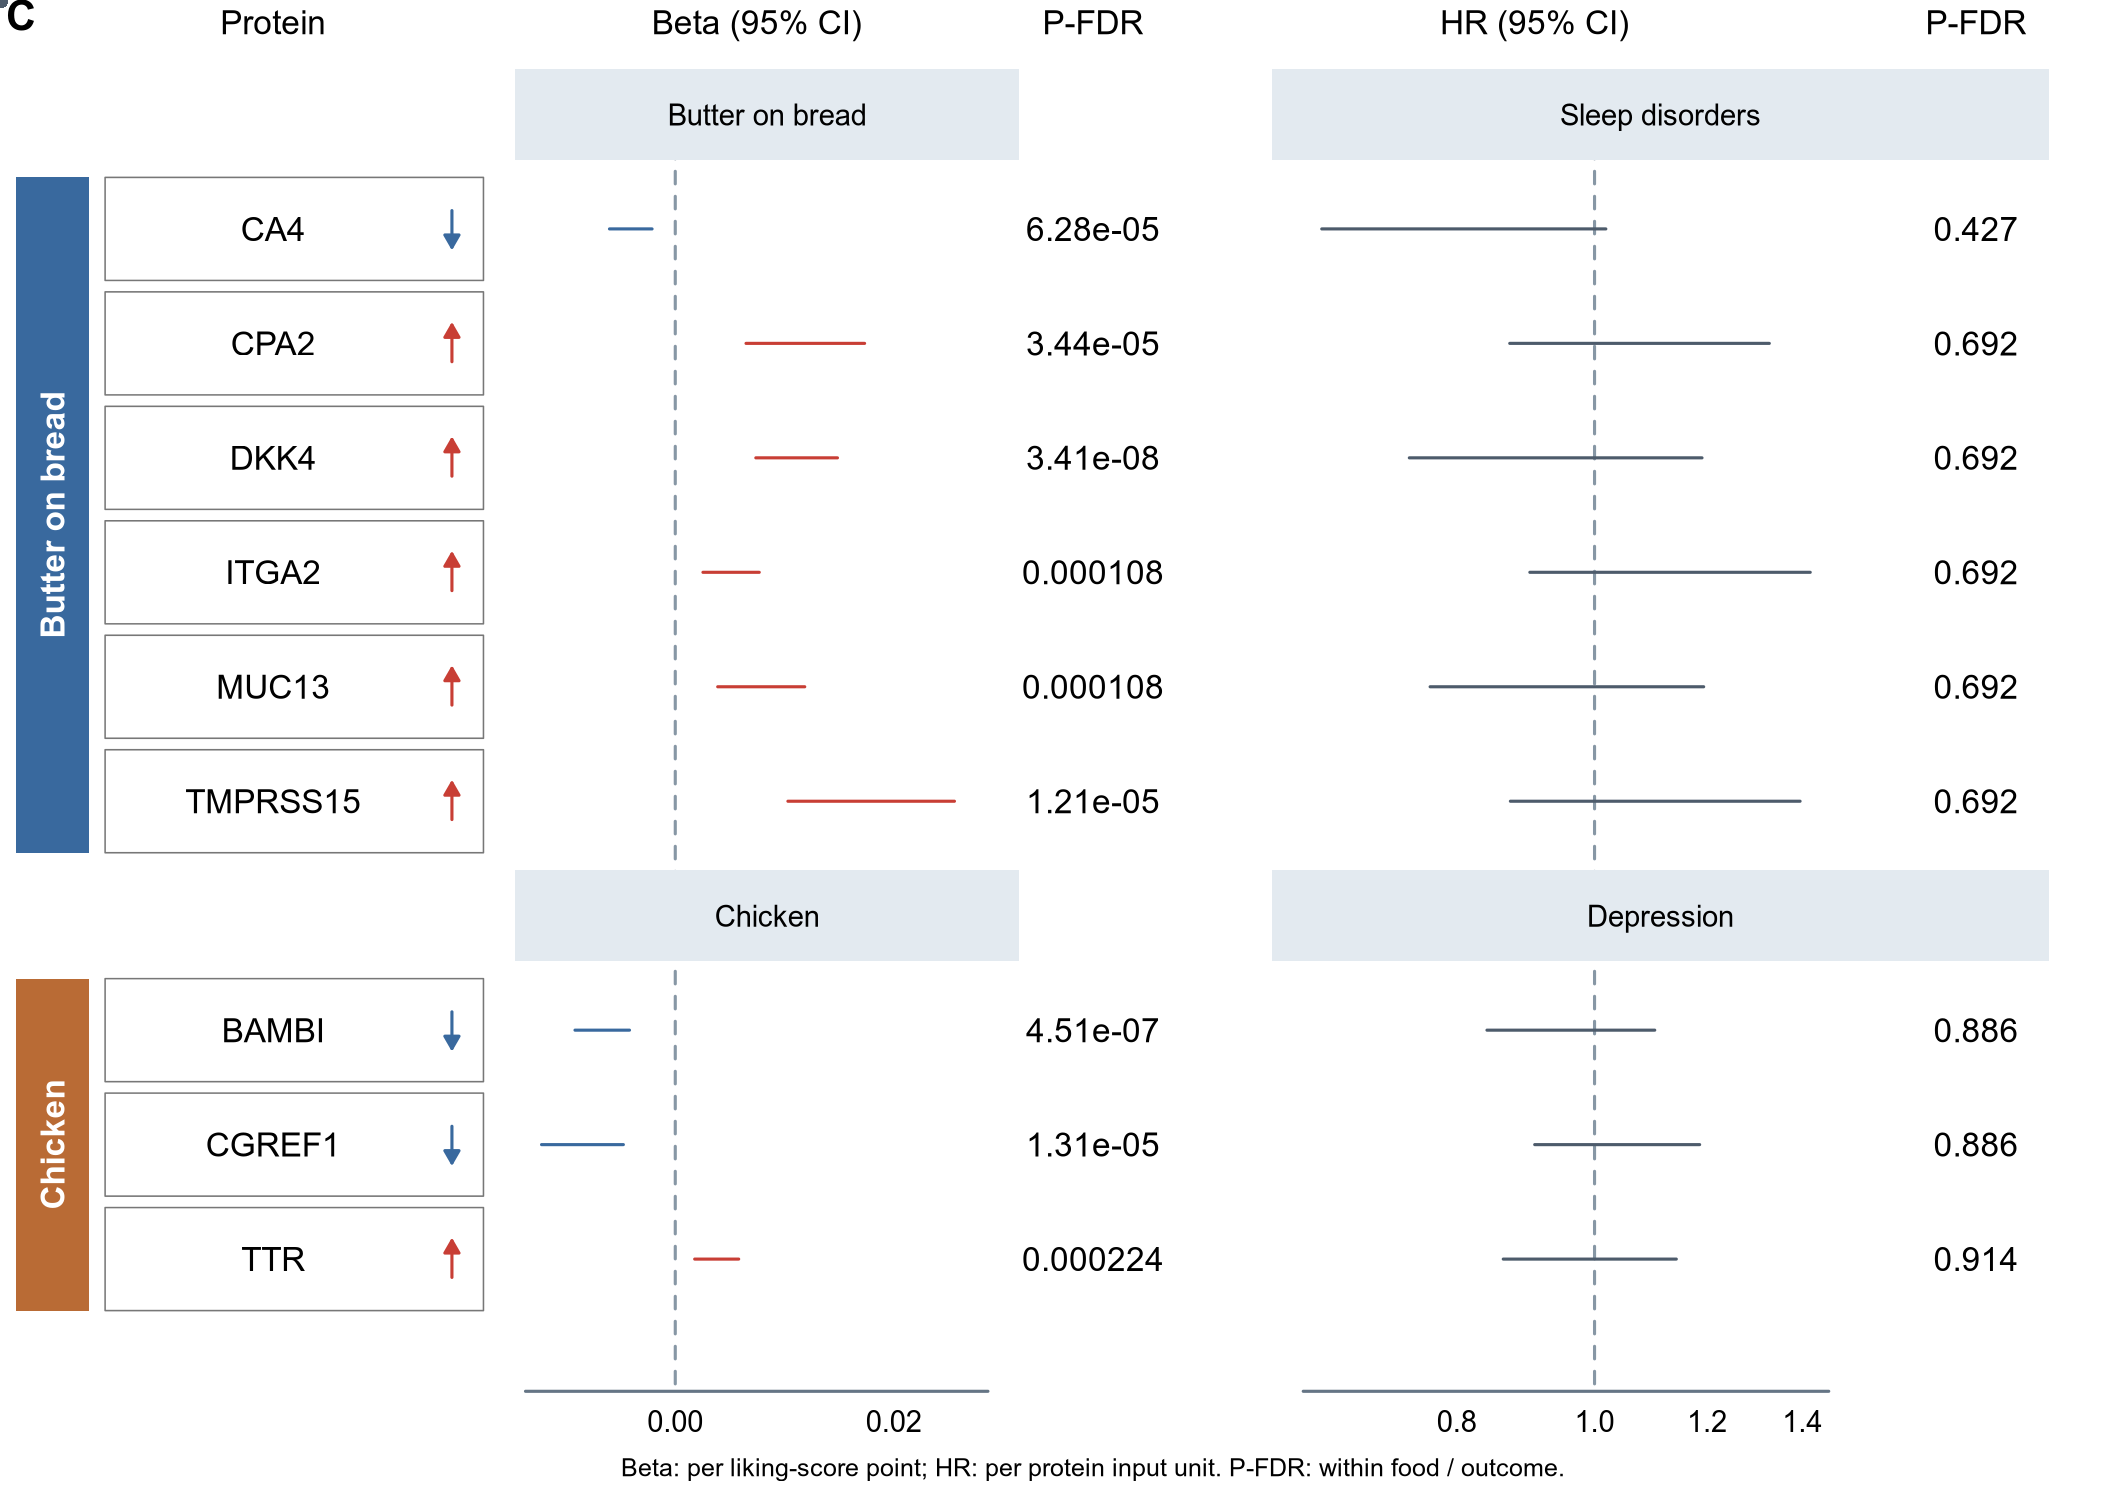 C
Protein Beta (95% CI) P-FDR HR (95% CI) P-FDR
Butter on bread Sleep disorders
Butter on bread
CA4 6.28e-05 0.427
CPA2 3.44e-05 0.692
DKK4 3.41e-08 0.692
ITGA2 0.000108 0.692
MUC13 0.000108 0.692
TMPRSS15 1.21e-05 0.692
Chicken Depression
Chicken
BAMBI 4.51e-07 0.886
CGREF1 1.31e-05 0.886
TTR 0.000224 0.914
0.00 0.02 0.8 1.0 1.2 1.4
Beta: per liking-score point; HR: per protein input unit. P-FDR: within food / outcome.